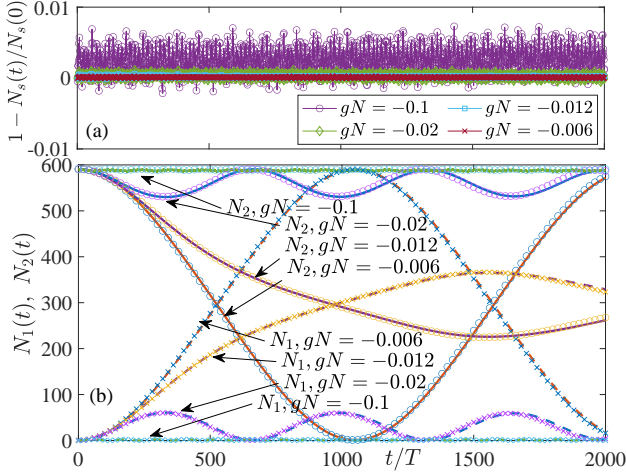 0.01
0
-0.01
1 − N_s(t)/N_s(0)
(a)
gN = −0.1 gN = −0.012
gN = −0.02 gN = −0.006
600
500
400
300
200
100
0
N_1(t), N_2(t)
N_2, gN = −0.1
N_2, gN = −0.02
N_2, gN = −0.012
N_2, gN = −0.006
N_1, gN = −0.006
N_1, gN = −0.012
N_1, gN = −0.02
N_1, gN = −0.1
(b)
0 500 1000 1500 2000
t/T